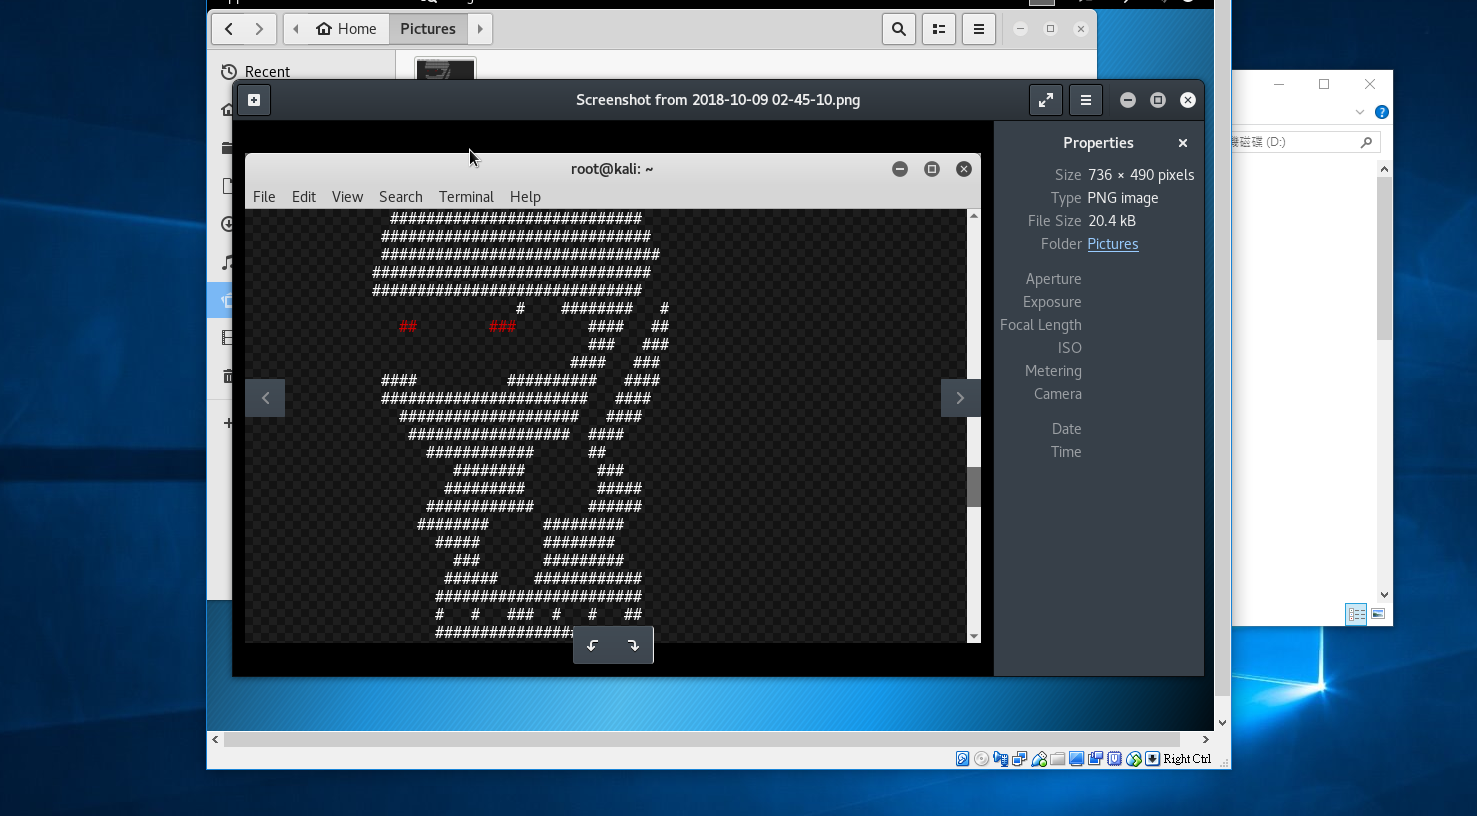 Home
Pictures
Recent
Screenshot from 2018-10-09 02-45-10.png
Properties
Size 736 × 490 pixels
Type PNG image
File Size 20.4 kB
Folder Pictures
Aperture
Exposure
Focal Length
ISO
Metering
Camera
Date
Time
root@kali: ~
File Edit View Search Terminal Help
############################
##############################
###############################
###############################
##############################
# ######## #
## ### #### ##
### ###
#### ###
#### ########## ####
####################### ####
#################### ####
################## ####
############ ##
######## ###
######### #####
############ ######
######## #########
##### ########
### #########
###### ############
#######################
# # ### # # ##
################
磁碟 (D:)
Right Ctrl